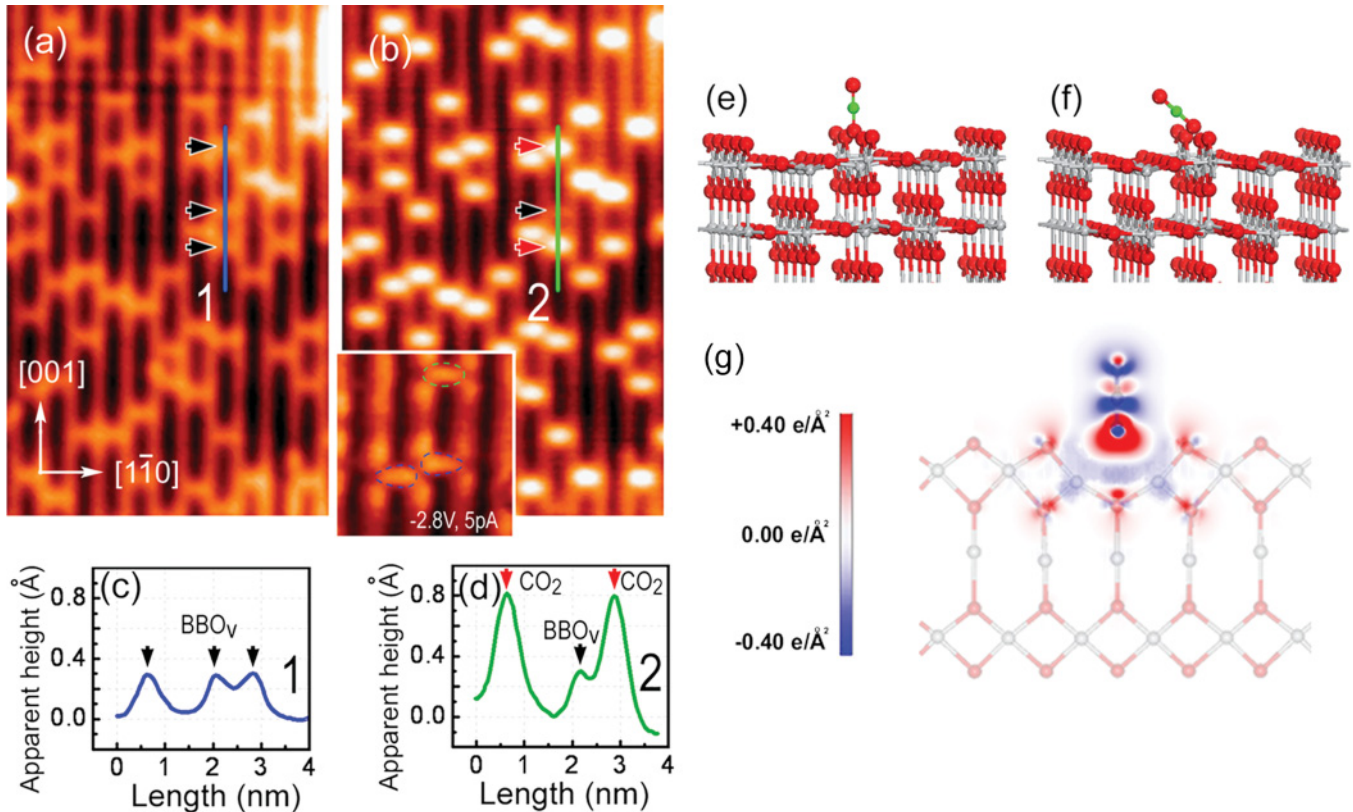 (a)
1
[001]
[11̅0]
(b)
2
-2.8V, 5pA
(c)
Apparent height (Å)
0.8
0.4
0.0
BBOV
1
0 1 2 3 4
Length (nm)
(d)
Apparent height (Å)
0.8
0.4
0.0
CO2
CO2
BBOV
2
0 1 2 3 4
Length (nm)
(e)
(f)
(g)
+0.40 e/Å2
0.00 e/Å2
-0.40 e/Å2